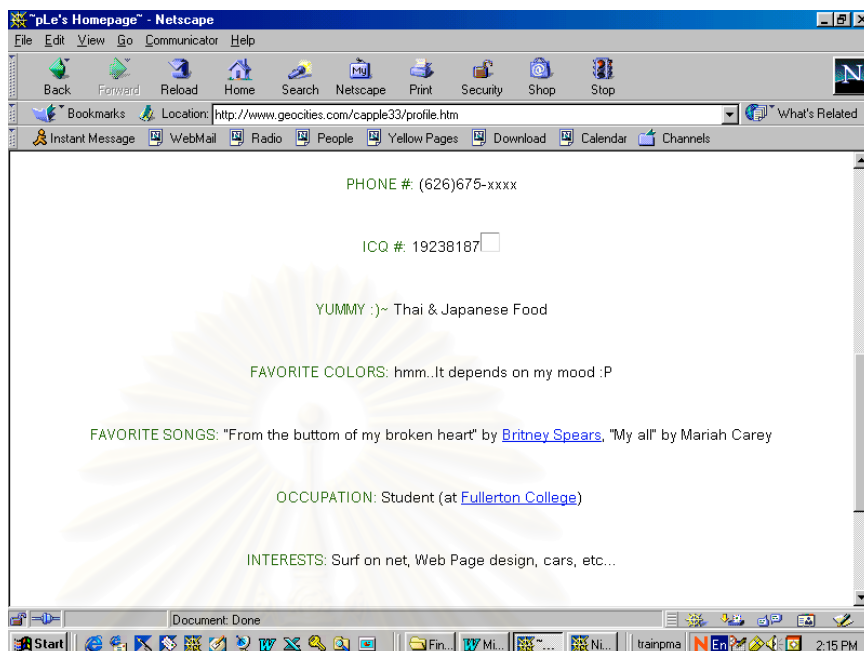 ~pLe's Homepage~ - Netscape
File Edit View Go Communicator Help
Back Forward Reload Home Search Netscape Print Security Shop Stop
My
N
Bookmarks Location: http://www.geocities.com/capple33/profile.htm What's Related
Instant Message WebMail Radio People Yellow Pages Download Calendar Channels
PHONE #: (626)675-xxxx
ICQ #: 19238187
YUMMY :)~ Thai & Japanese Food
FAVORITE COLORS: hmm..It depends on my mood :P
FAVORITE SONGS: "From the buttom of my broken heart" by Britney Spears, "My all" by Mariah Carey
OCCUPATION: Student (at Fullerton College)
INTERESTS: Surf on net, Web Page design, cars, etc...
Document: Done
Start Fin... Mi... ~... Ni... trainpma N En 2:15 PM